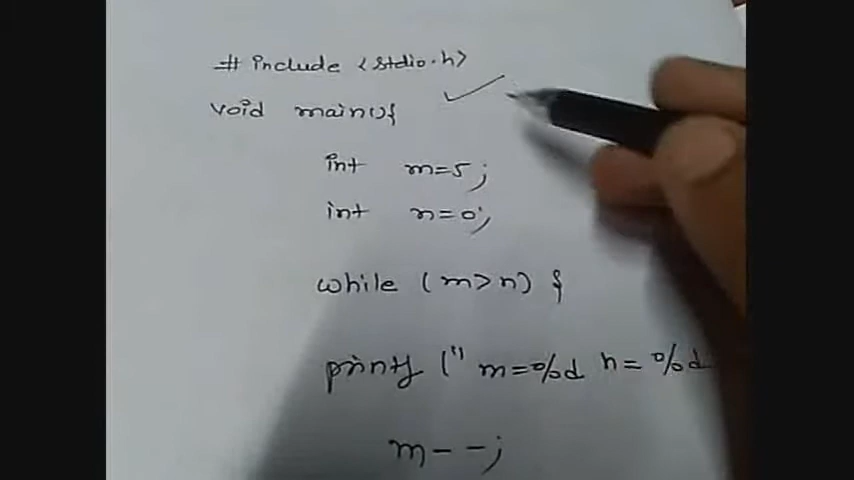 # include <stdio.h>
void main(){
int m=5;
int n=0;
while (m>n) {
printf (" m=%d n= %d
m--;